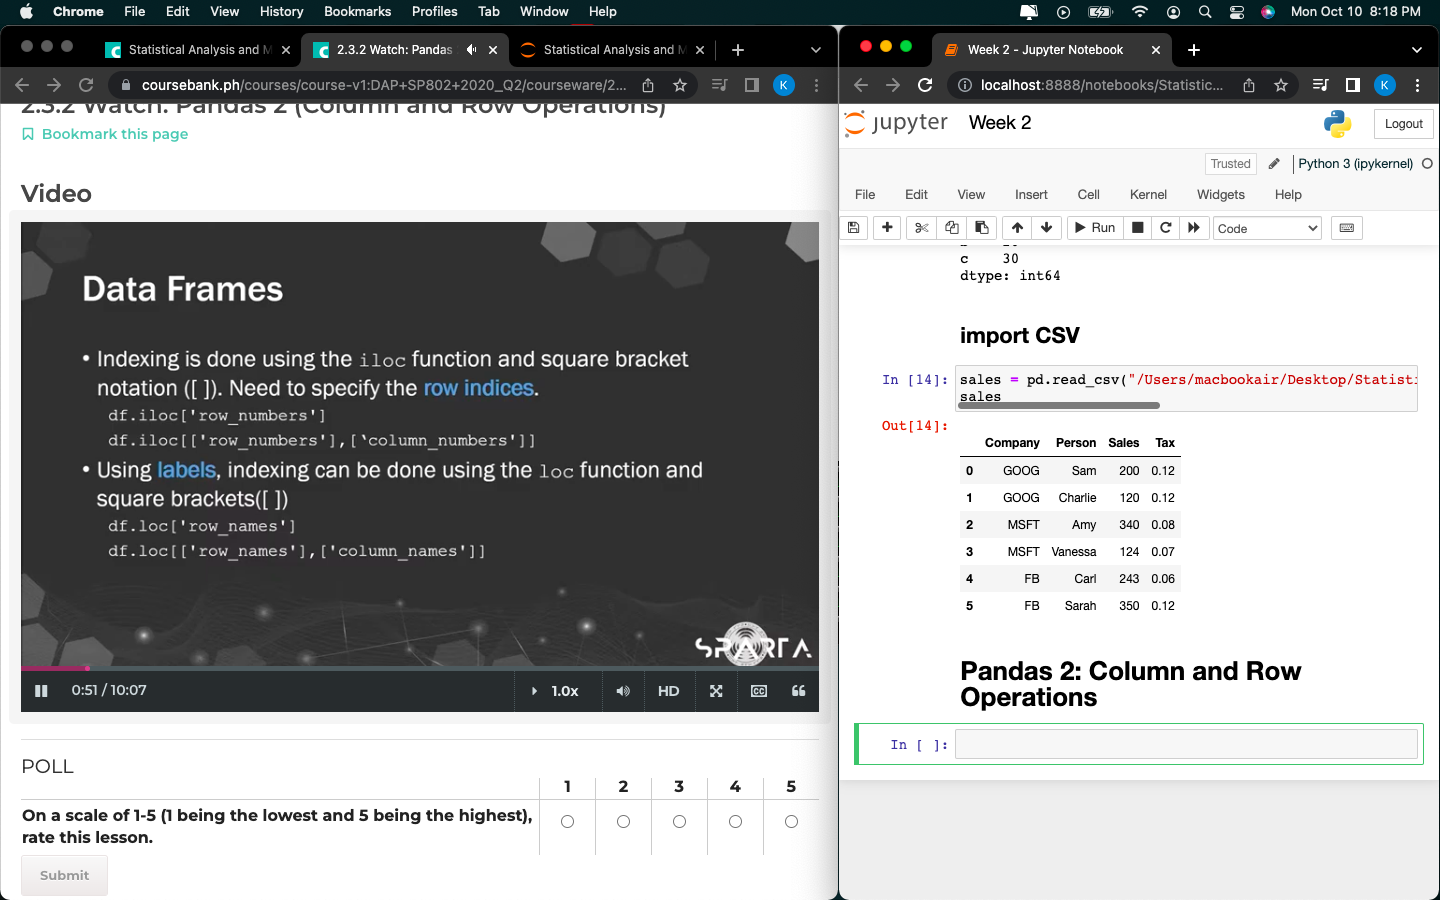 Chrome File Edit View History Bookmarks Profiles Tab Window Help Mon Oct 10 8:18 PM
Statistical Analysis and M
2.3.2 Watch: Pandas
Statistical Analysis and M
coursebank.ph/courses/course-v1:DAP+SP802+2020_Q2/courseware/2...
K
2.3.2 Watch: Pandas 2 (Column and Row Operations)
Bookmark this page
Video
Data Frames
• Indexing is done using the iloc function and square bracket
notation ([ ]). Need to specify the row indices.
df.iloc['row_numbers']
df.iloc[['row_numbers'],['column_numbers']]
• Using labels, indexing can be done using the loc function and
square brackets([ ])
df.loc['row_names']
df.loc[['row_names'],['column_names']]
SPARTA
0:51 / 10:07
1.0x
HD
CC
POLL
1 2 3 4 5
On a scale of 1-5 (1 being the lowest and 5 being the highest),
rate this lesson.
Submit
Week 2 - Jupyter Notebook
localhost:8888/notebooks/Statistic...
K
jupyter Week 2
Logout
Trusted
Python 3 (ipykernel)
File Edit View Insert Cell Kernel Widgets Help
Run
Code
c 30
dtype: int64
import CSV
In [14]: sales = pd.read_csv("/Users/macbookair/Desktop/Statisti
sales
Out[14]:
Company Person Sales Tax
0 GOOG Sam 200 0.12
1 GOOG Charlie 120 0.12
2 MSFT Amy 340 0.08
3 MSFT Vanessa 124 0.07
4 FB Carl 243 0.06
5 FB Sarah 350 0.12
Pandas 2: Column and Row
Operations
In [ ]: